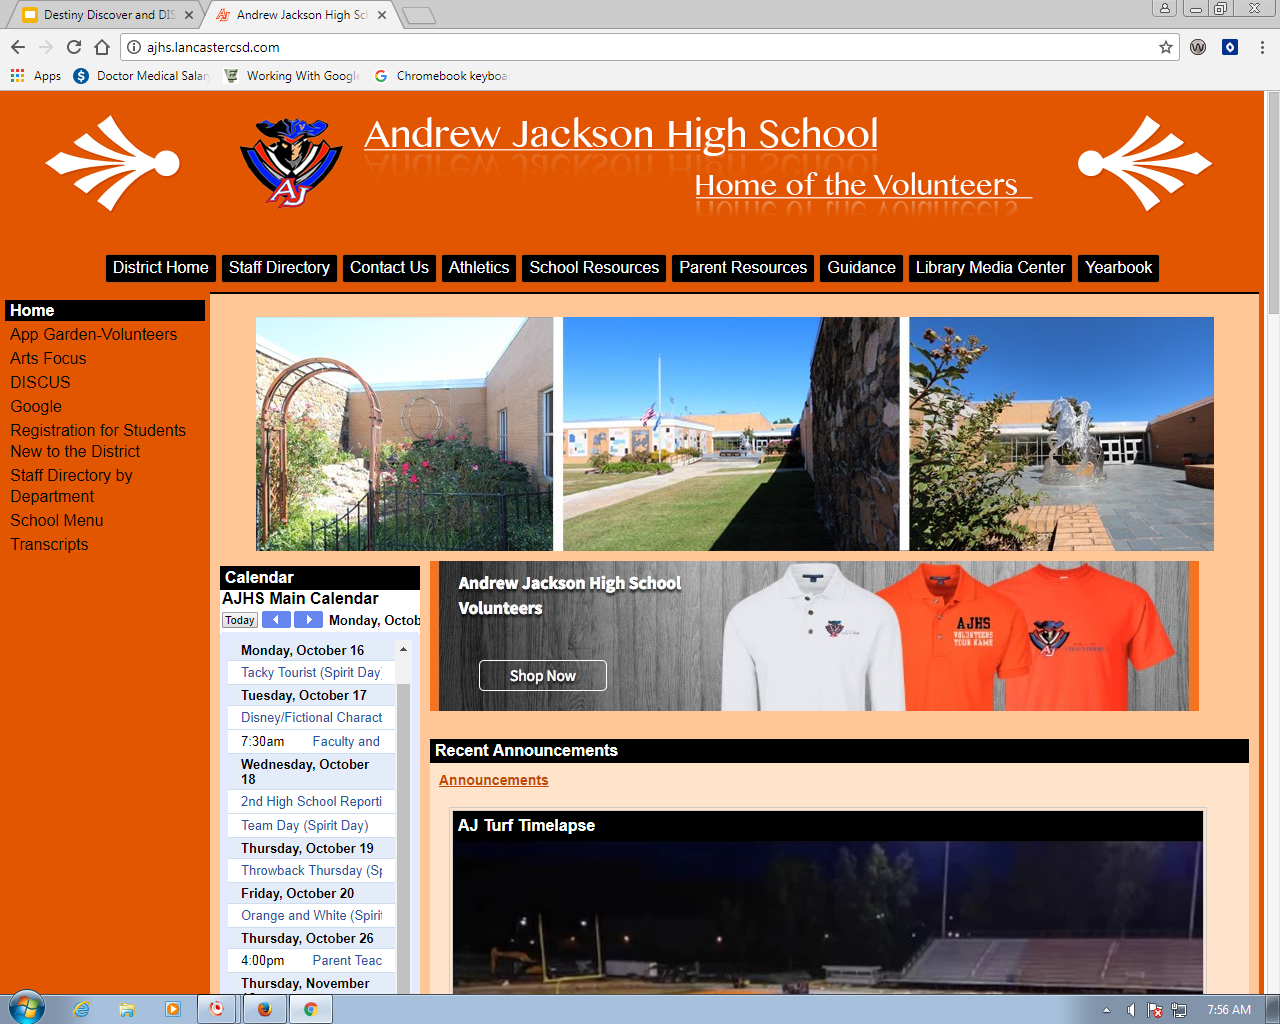 Destiny Discover and DIS
Andrew Jackson High Sc
ajhs.lancastercsd.com
Apps
Doctor Medical Salar
Working With Google
Chromebook keyboa
Andrew Jackson High School
Home of the Volunteers
AJ
District Home
Staff Directory
Contact Us
Athletics
School Resources
Parent Resources
Guidance
Library Media Center
Yearbook
Home
App Garden-Volunteers
Arts Focus
DISCUS
Google
Registration for Students
New to the District
Staff Directory by
Department
School Menu
Transcripts
Calendar
AJHS Main Calendar
Today
Monday, Octob
Monday, October 16
Tacky Tourist (Spirit Day
Tuesday, October 17
Disney/Fictional Charact
7:30am Faculty and
Wednesday, October
18
2nd High School Reporti
Team Day (Spirit Day)
Thursday, October 19
Throwback Thursday (Sp
Friday, October 20
Orange and White (Spirit
Thursday, October 26
4:00pm Parent Teac
Thursday, November
Andrew Jackson High School
Volunteers
Shop Now
AJHS
VOLUNTEERS
YOUR NAME
AJ
Recent Announcements
Announcements
AJ Turf Timelapse
7:56 AM